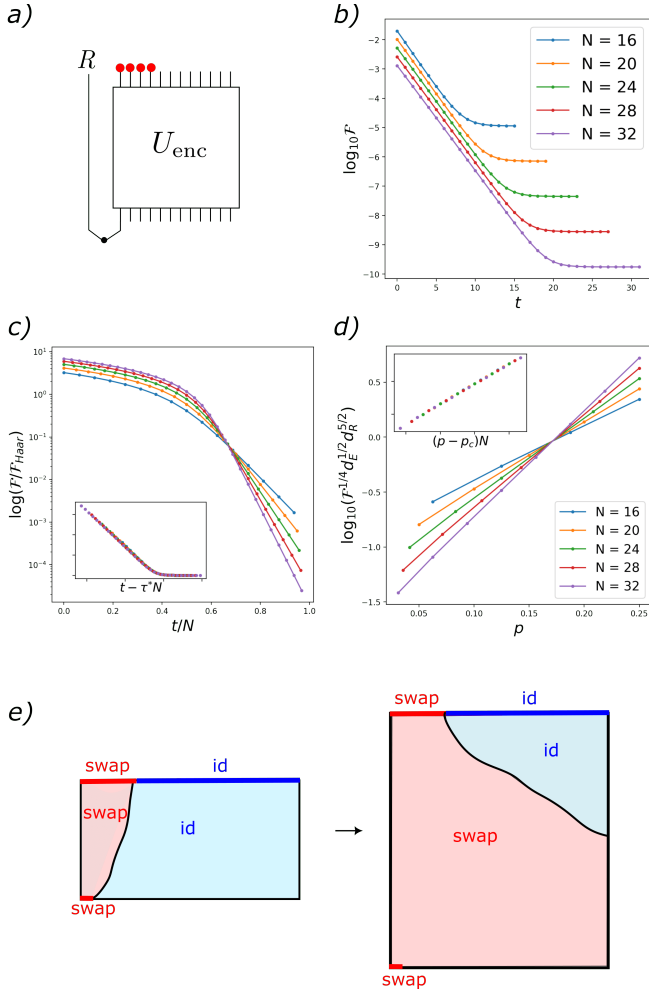 a)
R
U_enc
b)
log₁₀ℱ
−2
−3
−4
−5
−6
−7
−8
−9
−10
0 5 10 15 20 25 30
t
N = 16
N = 20
N = 24
N = 28
N = 32
c)
log(ℱ/ℱ_Haar)
10¹
10⁰
10⁻¹
10⁻²
10⁻³
10⁻⁴
0.0 0.2 0.4 0.6 0.8 1.0
t/N
t − τ*N
d)
log₁₀(ℱ^{1/4}d_E^{1/2}d_R^{5/2})
0.5
0.0
−0.5
−1.0
−1.5
0.05 0.10 0.15 0.20 0.25
p
(p − p_c)N
N = 16
N = 20
N = 24
N = 28
N = 32
e)
swap id
swap
id
swap
swap id
id
swap
swap